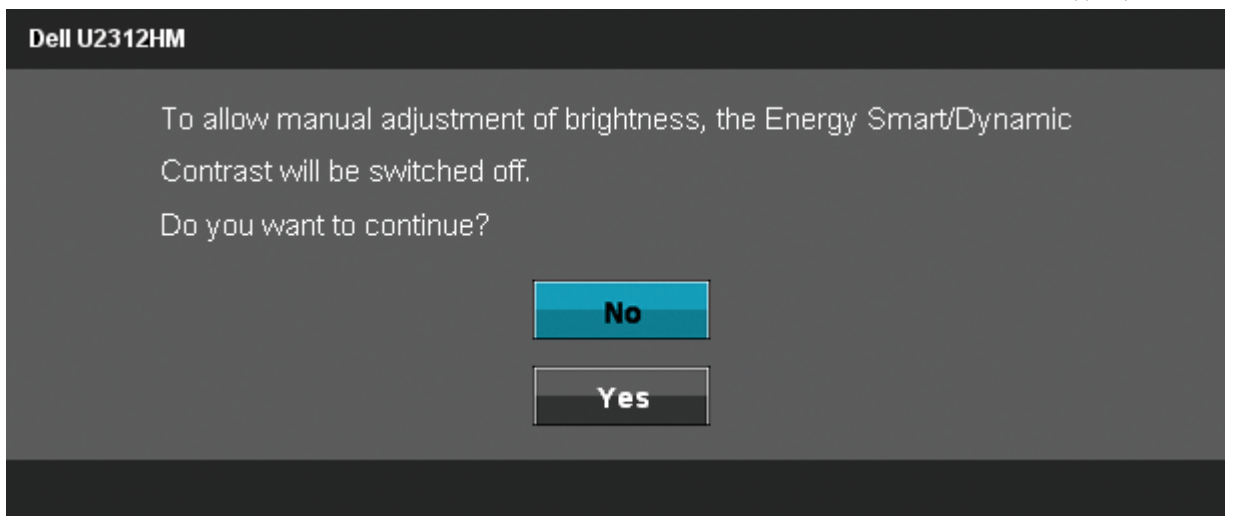 Dell U2312HM
To allow manual adjustment of brightness, the Energy Smart/Dynamic
Contrast will be switched off.
Do you want to continue?
No
Yes